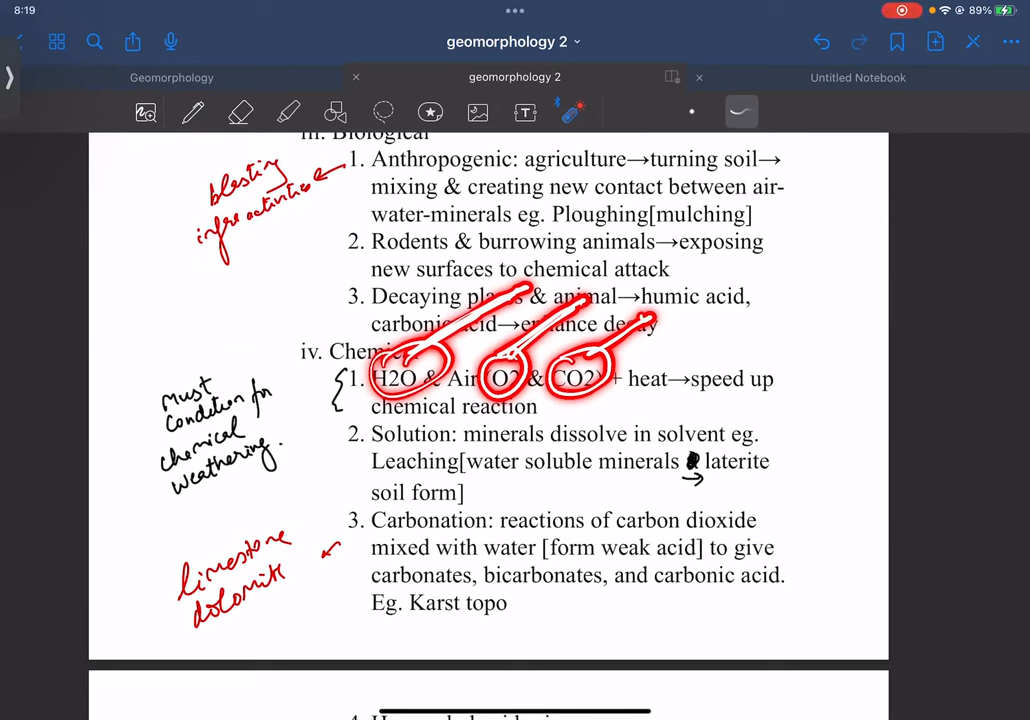 8:19
89%
geomorphology 2
Geomorphology
geomorphology 2
Untitled Notebook
iii. Biological
1. Anthropogenic: agriculture→turning soil→
mixing & creating new contact between air-
water-minerals eg. Ploughing[mulching]
blasting
infra activities
2. Rodents & burrowing animals→exposing
new surfaces to chemical attack
3. Decaying plants & animal→humic acid,
carbonic acid→enhance decay
iv. Chemical
1. H2O & Air (O2 & CO2) + heat→speed up
chemical reaction
Must
Condition for
chemical
weathering.
2. Solution: minerals dissolve in solvent eg.
Leaching[water soluble minerals → laterite
soil form]
3. Carbonation: reactions of carbon dioxide
mixed with water [form weak acid] to give
carbonates, bicarbonates, and carbonic acid.
Eg. Karst topo
limestone
dolomite